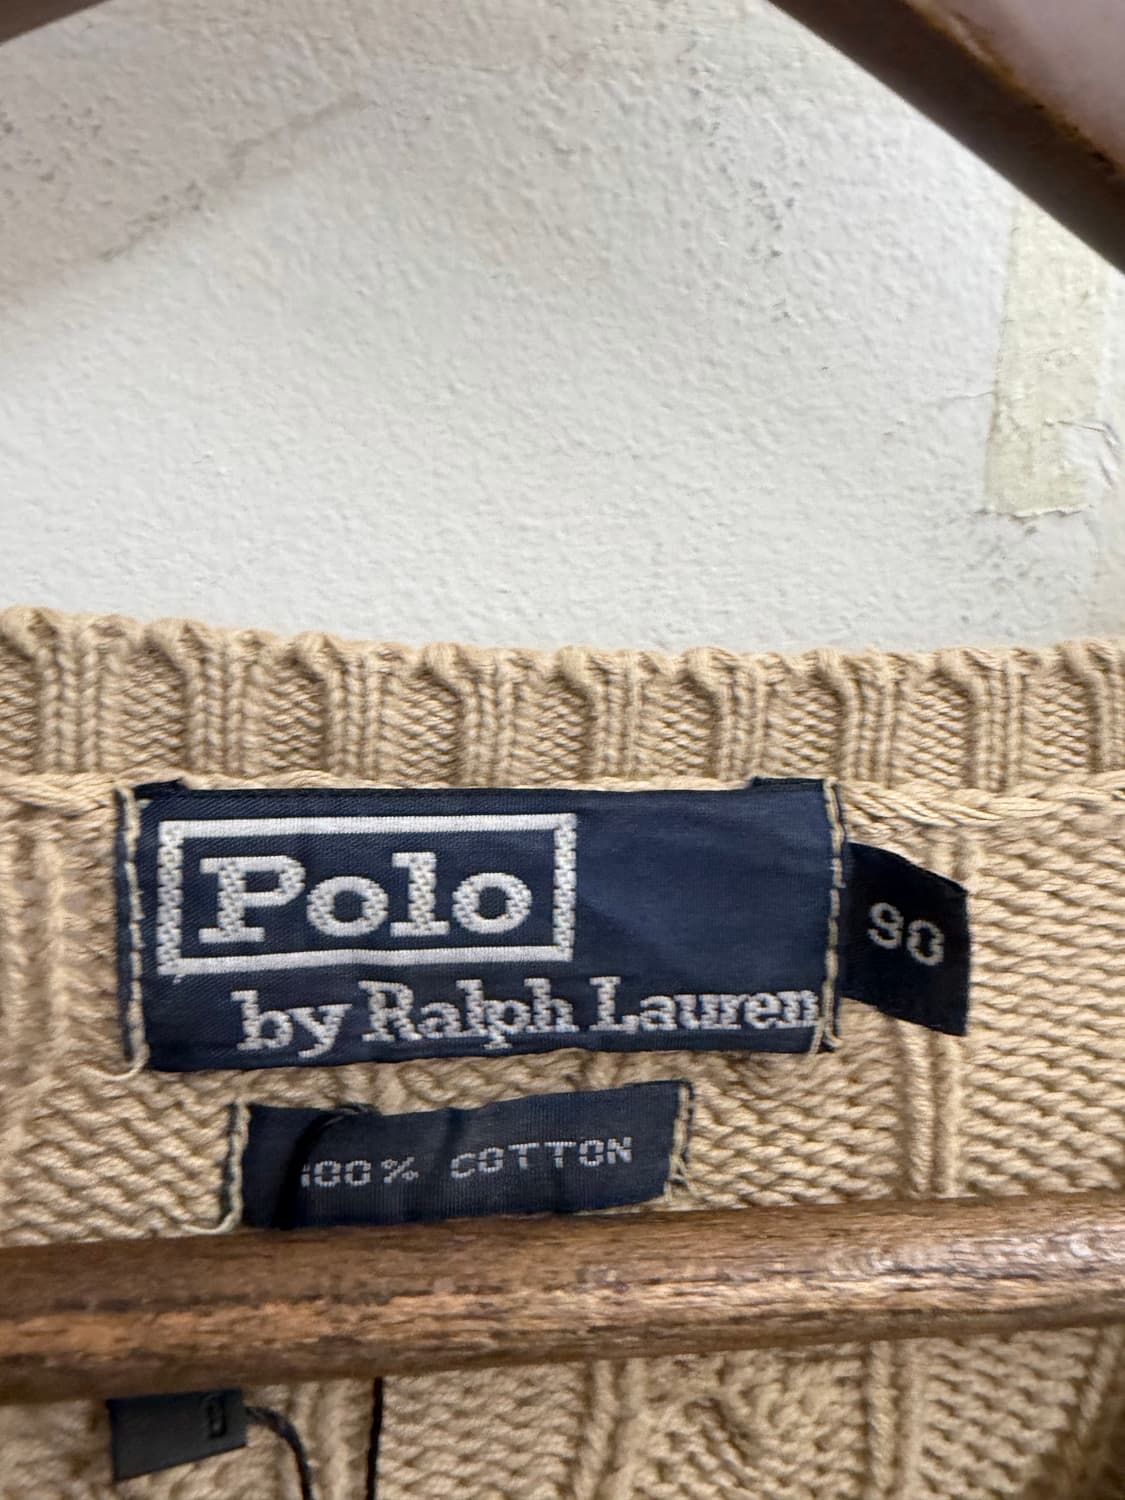 Polo
by Ralph Lauren
90
100% COTTON